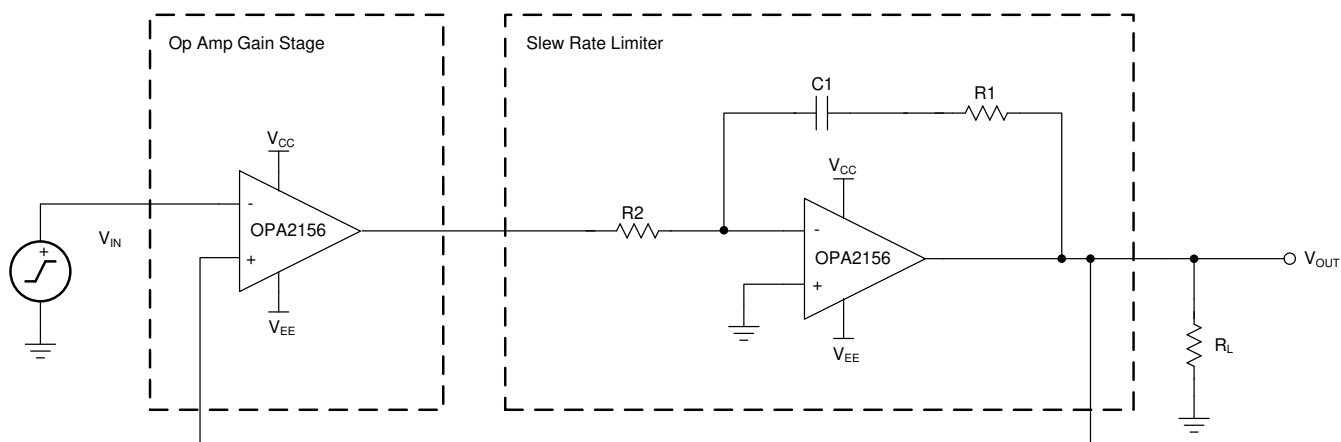 Op Amp Gain Stage
Slew Rate Limiter
C1
R1
VCC
VCC
R2
-
OPA2156
+
VIN
+
VEE
-
OPA2156
+
VEE
VOUT
RL